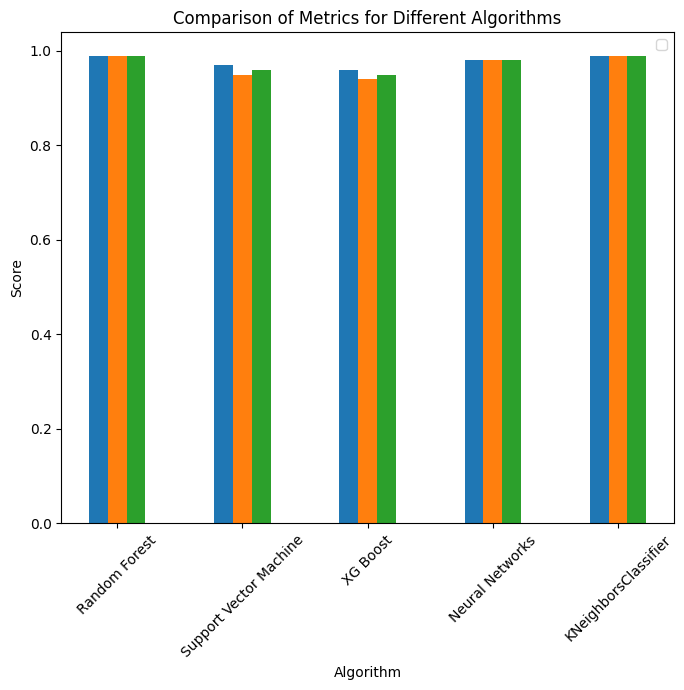 Comparison of Metrics for Different Algorithms
1.0
0.8
0.6
0.4
0.2
0.0
Score
Random Forest
Support Vector Machine
XG Boost
Neural Networks
KNeighborsClassifier
Algorithm